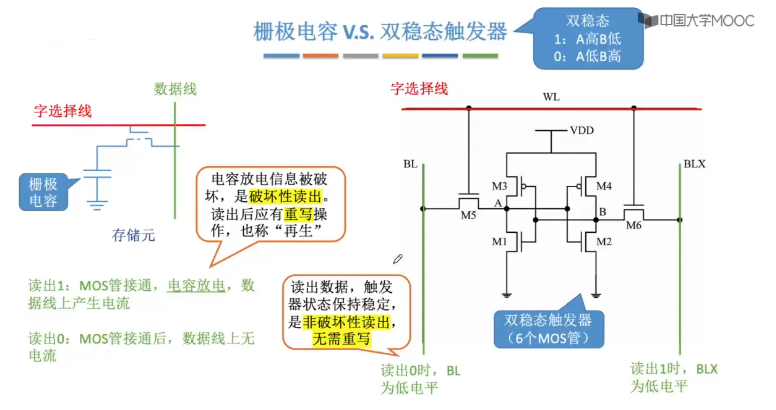 栅极电容 V.S. 双稳态触发器
双稳态
1：A高B低
0：A低B高
中国大学MOOC
数据线
字选择线
栅极
电容
存储元
电容放电信息被破
坏，是破坏性读出。
读出后应有重写操
作，也称“再生”
读出1：MOS管接通，电容放电，数
据线上产生电流
读出0：MOS管接通后，数据线上无
电流
读出数据，触发
器状态保持稳定，
是非破坏性读出，
无需重写
字选择线
WL
VDD
BL
BLX
M3
M4
A
B
M5
M6
M1
M2
双稳态触发器
（6个MOS管）
读出0时，BL
为低电平
读出1时，BLX
为低电平